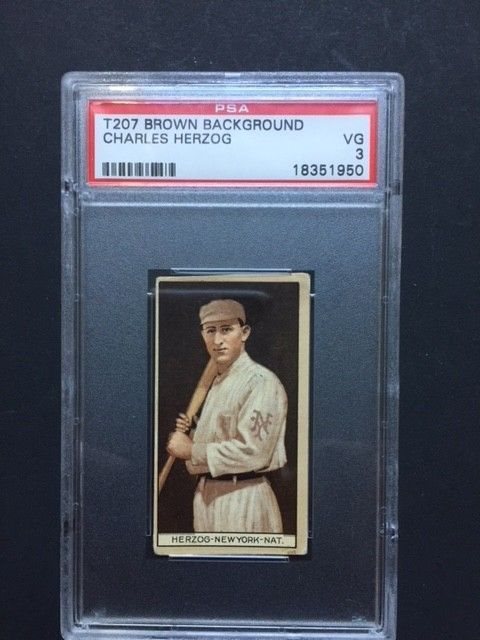 PSA
T207 BROWN BACKGROUND
CHARLES HERZOG
VG
3
18351950
NY
HERZOG-NEW YORK-NAT.